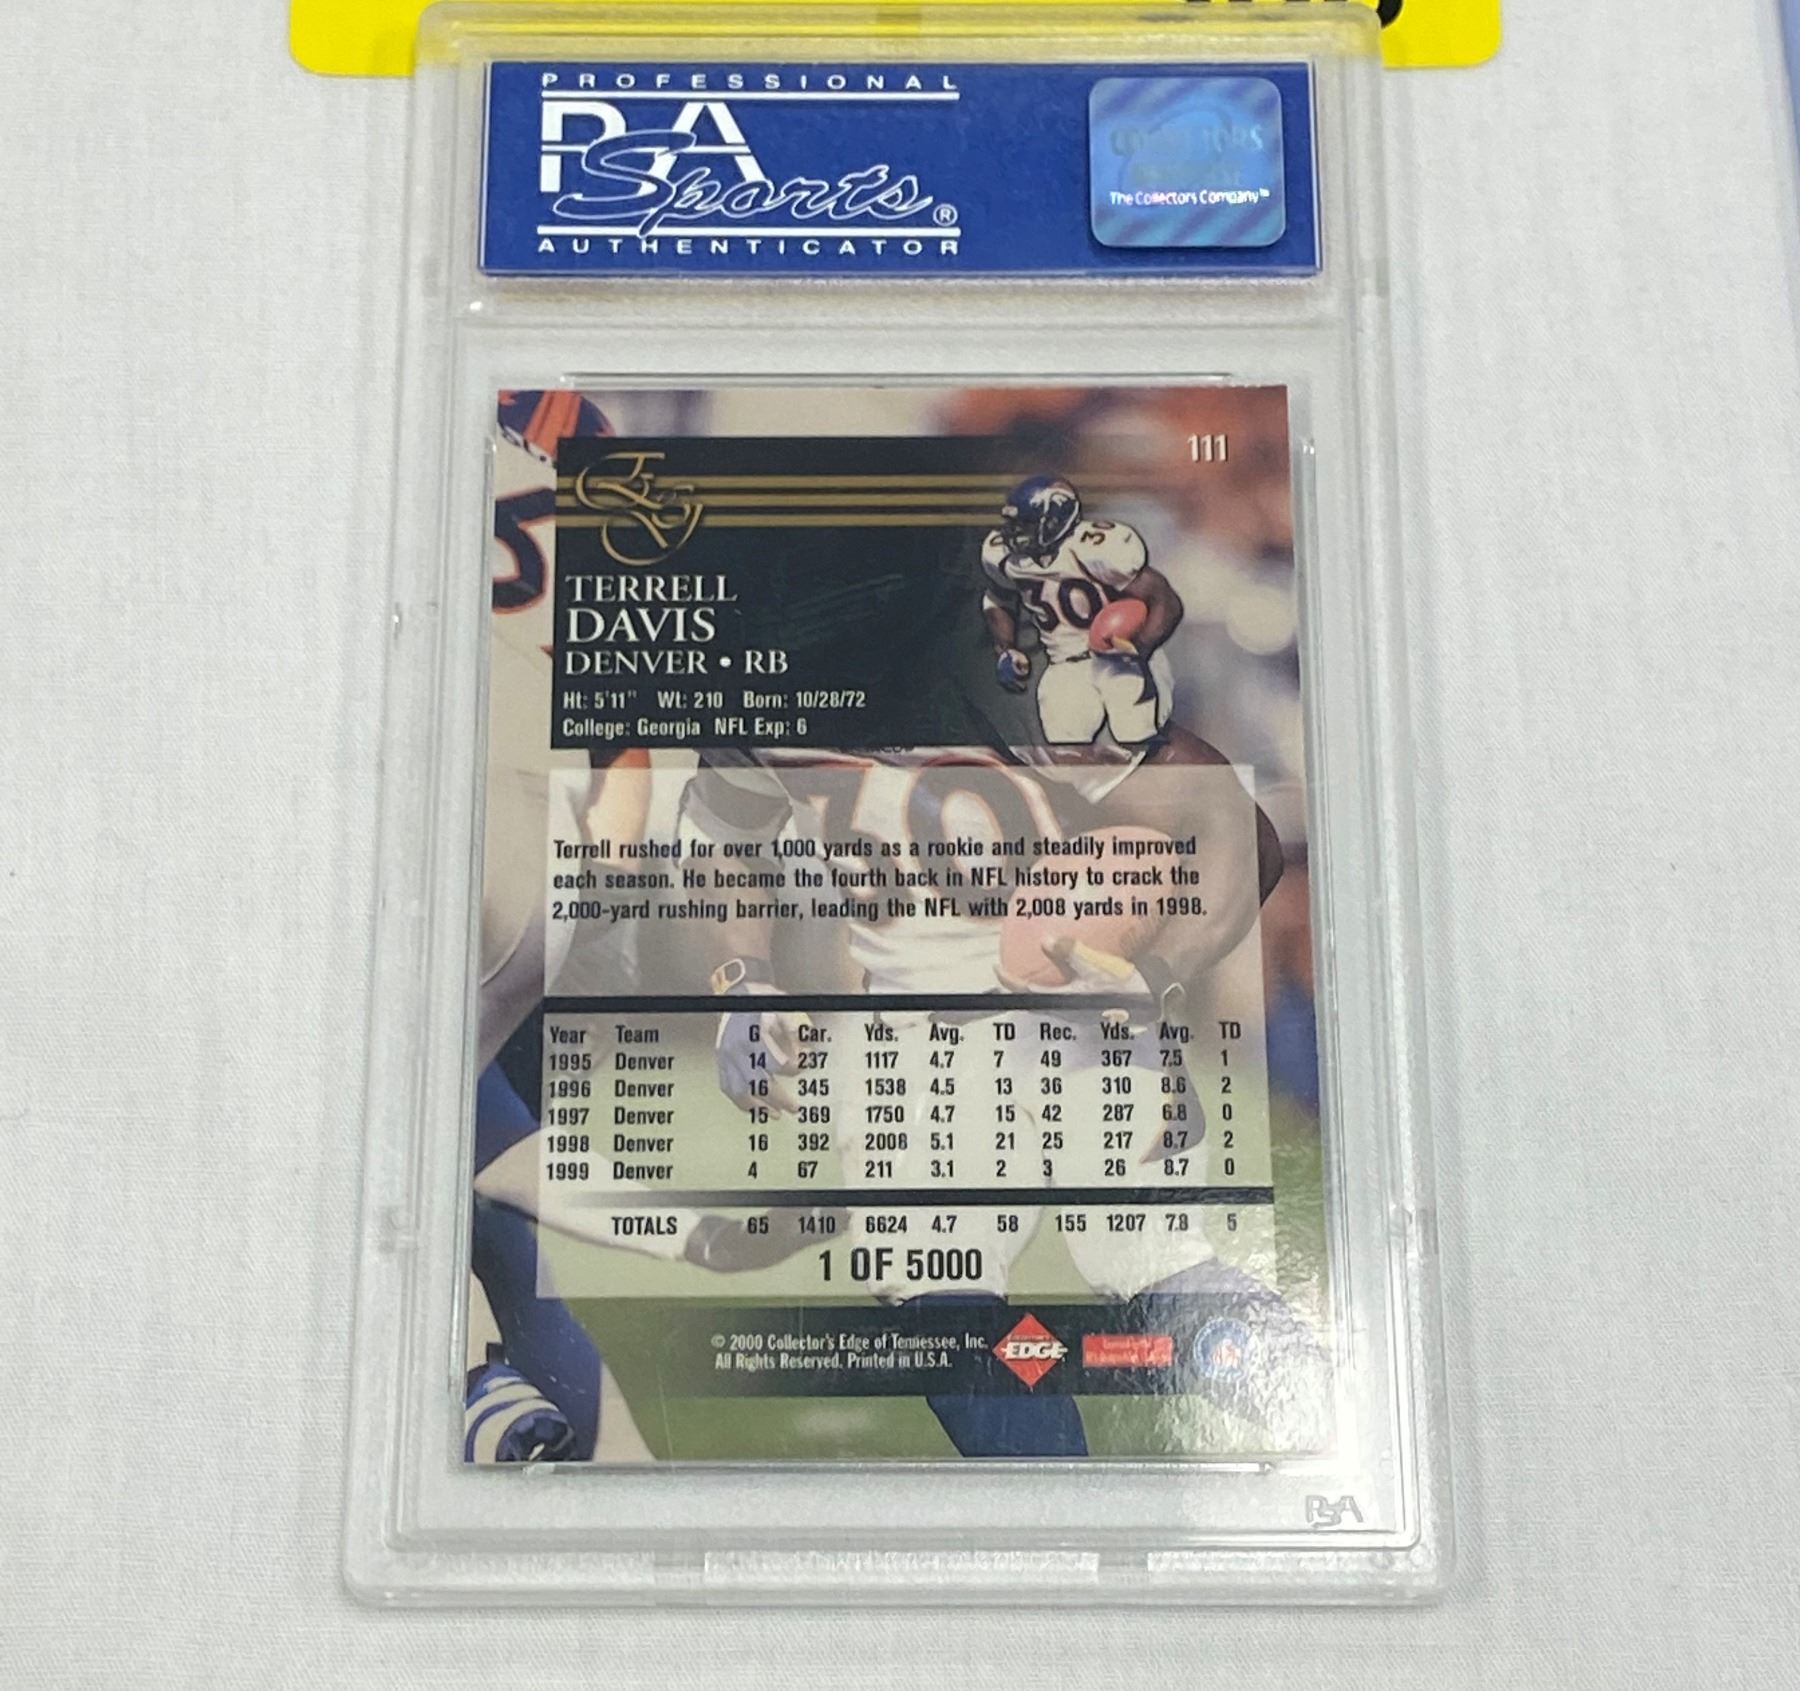 PROFESSIONAL
PSA
Sports®
AUTHENTICATOR
The Collectors Company™
111
TERRELL
DAVIS
DENVER • RB
Ht: 5'11" Wt: 210 Born: 10/28/72
College: Georgia NFL Exp: 6
Terrell rushed for over 1,000 yards as a rookie and steadily improved
each season. He became the fourth back in NFL history to crack the
2,000-yard rushing barrier, leading the NFL with 2,008 yards in 1998.
Year Team G Car. Yds. Avg. TD Rec. Yds. Avg. TD
1995 Denver 14 237 1117 4.7 7 49 367 7.5 1
1996 Denver 16 345 1538 4.5 13 36 310 8.6 2
1997 Denver 15 369 1750 4.7 15 42 287 6.8 0
1998 Denver 16 392 2008 5.1 21 25 217 8.7 2
1999 Denver 4 67 211 3.1 2 3 26 8.7 0
TOTALS 65 1410 6624 4.7 58 155 1207 7.8 5
1 OF 5000
© 2000 Collector's Edge of Tennessee, Inc.
All Rights Reserved. Printed in U.S.A.
EDGE
PSA